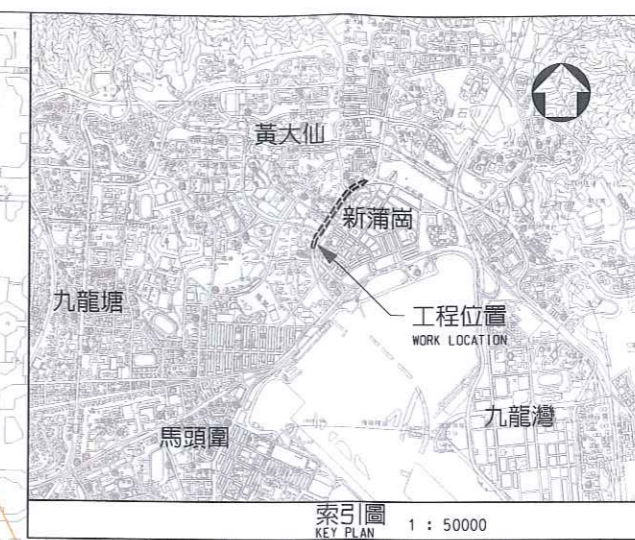 黃大仙
新蒲崗
九龍塘
工程位置
WORK LOCATION
九龍灣
馬頭圍
索引圖
KEY PLAN
1 : 50000